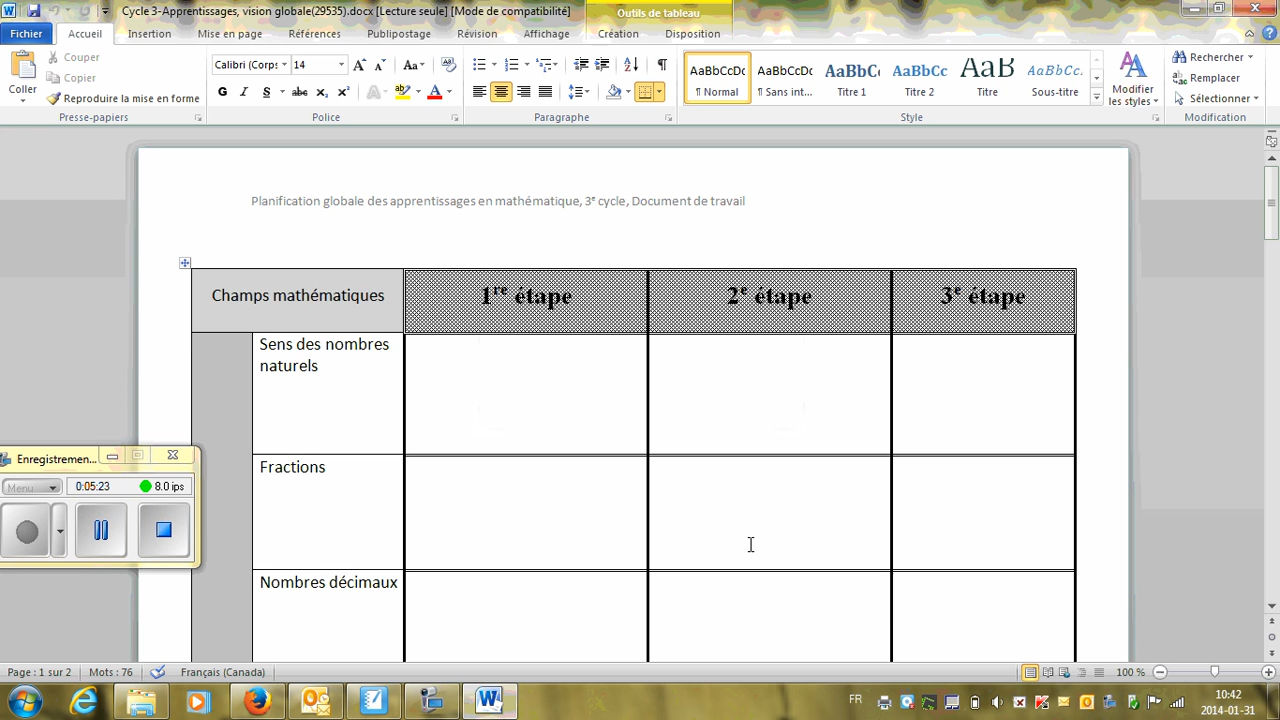 Cycle 3-Apprentissages, vision globale(29535).docx [Lecture seule] [Mode de compatibilité]
Outils de tableau
Fichier Accueil Insertion Mise en page Références Publipostage Révision Affichage Création Disposition
Coller
Couper
Copier
Reproduire la mise en forme
Presse-papiers
Calibri (Corps 14
Police
Paragraphe
AaBbCcDc AaBbCcDc AaBbC AaBbCc AaB AaBbCc.
¶ Normal ¶ Sans int... Titre 1 Titre 2 Titre Sous-titre
Style
Modifier
les styles
Rechercher
Remplacer
Sélectionner
Modification
Planification globale des apprentissages en mathématique, 3e cycle, Document de travail
Champs mathématiques 1re étape 2e étape 3e étape
Sens des nombres
naturels
Fractions
Nombres décimaux
Enregistremen...
Menu 0:05:23 8.0 ips
Page : 1 sur 2 Mots : 76 Français (Canada) 100 %
FR 10:42
2014-01-31